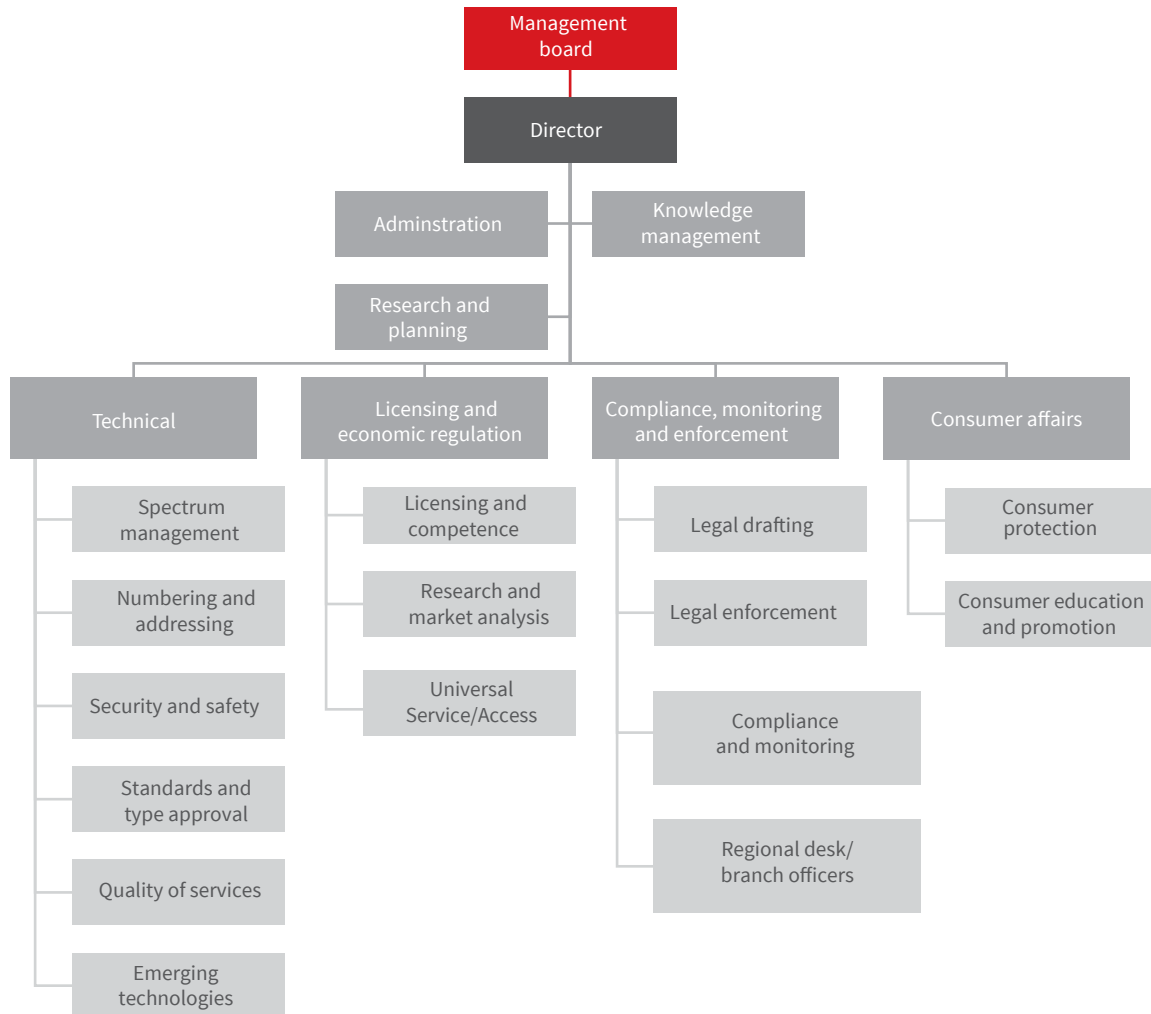 Management
board
Director
Adminstration
Knowledge
management
Research and
planning
Technical
Licensing and
economic regulation
Compliance, monitoring
and enforcement
Consumer affairs
Spectrum
management
Numbering and
addressing
Security and safety
Standards and
type approval
Quality of services
Emerging
technologies
Licensing and
competence
Research and
market analysis
Universal
Service/Access
Legal drafting
Legal enforcement
Compliance
and monitoring
Regional desk/
branch officers
Consumer
protection
Consumer education
and promotion